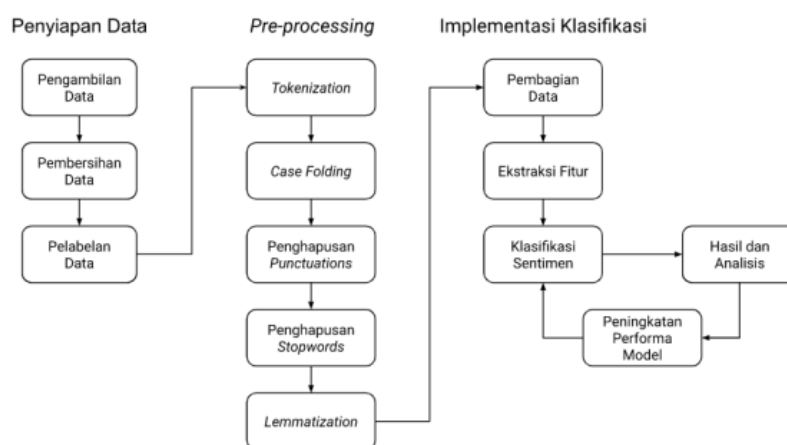 Penyiapan Data
Pengambilan
Data
Pembersihan
Data
Pelabelan
Data
Pre-processing
Tokenization
Case Folding
Penghapusan
Punctuations
Penghapusan
Stopwords
Lemmatization
Implementasi Klasifikasi
Pembagian
Data
Ekstraksi Fitur
Klasifikasi
Sentimen
Hasil dan
Analisis
Peningkatan
Performa
Model